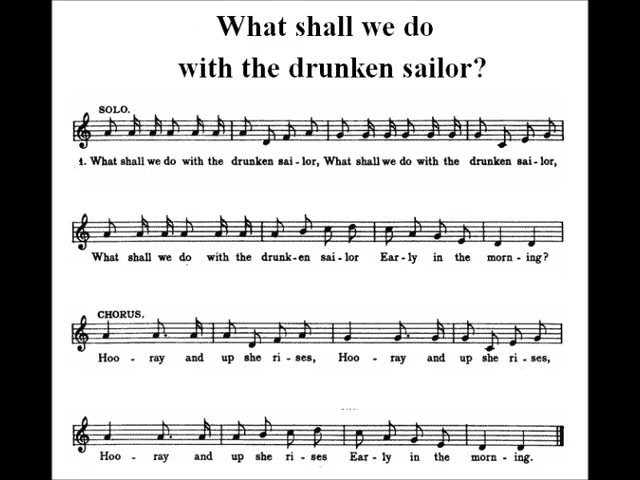 What shall we do
with the drunken sailor?
SOLO.
1. What shall we do with the drunken sai - lor, What shall we do with the drunken sai - lor,
What shall we do with the drunk-en sai - lor Ear - ly in the morn - ing?
CHORUS.
Hoo - ray and up she ri - ses, Hoo - ray and up she ri - ses,
Hoo - ray and up she ri - ses Ear - ly in the morn - ing.